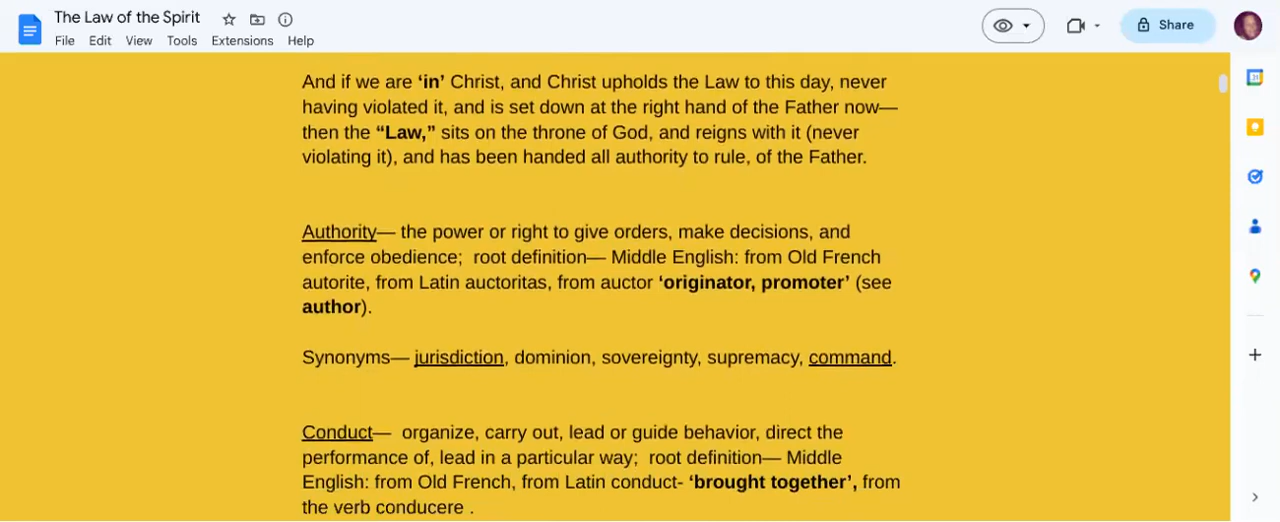 The Law of the Spirit
File Edit View Tools Extensions Help
Share
And if we are ‘in’ Christ, and Christ upholds the Law to this day, never
having violated it, and is set down at the right hand of the Father now—
then the “Law,” sits on the throne of God, and reigns with it (never
violating it), and has been handed all authority to rule, of the Father.
Authority— the power or right to give orders, make decisions, and
enforce obedience;  root definition— Middle English: from Old French
autorite, from Latin auctoritas, from auctor ‘originator, promoter’ (see
author).
Synonyms— jurisdiction, dominion, sovereignty, supremacy, command.
Conduct—  organize, carry out, lead or guide behavior, direct the
performance of, lead in a particular way;  root definition— Middle
English: from Old French, from Latin conduct- ‘brought together’, from
the verb conducere .